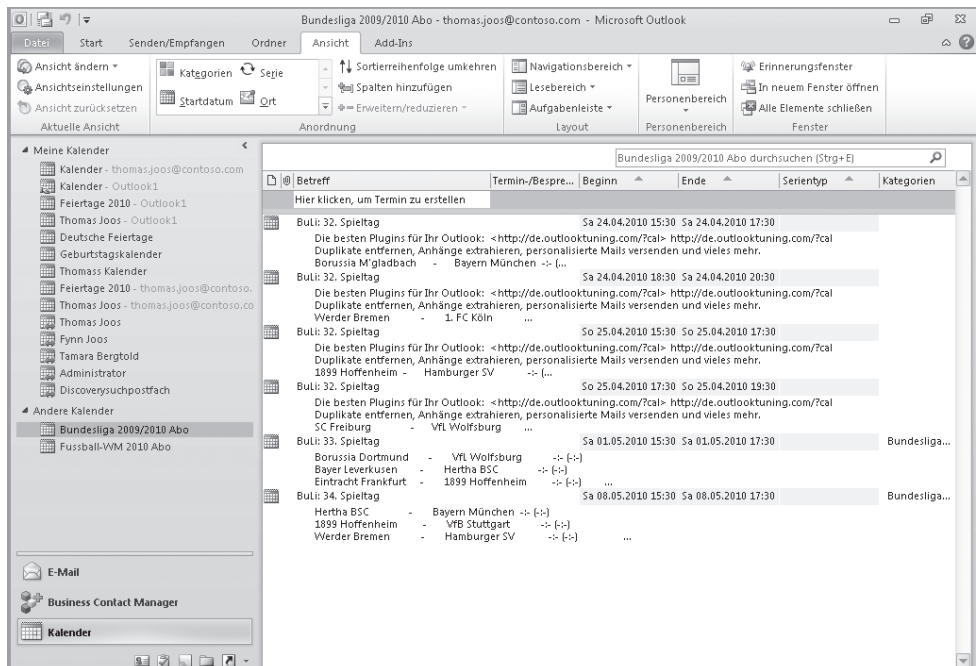 Bundesliga 2009/2010 Abo - thomas.joos@contoso.com - Microsoft Outlook
Datei Start Senden/Empfangen Ordner Ansicht Add-Ins
Ansicht ändern
Ansichtseinstellungen
Ansicht zurücksetzen
Aktuelle Ansicht
Kategorien Serie
Startdatum Ort
Sortierreihenfolge umkehren
Spalten hinzufügen
Erweitern/reduzieren
Anordnung
Navigationsbereich
Lesebereich
Aufgabenleiste
Layout
Personenbereich
Personenbereich
Erinnerungsfenster
In neuem Fenster öffnen
Alle Elemente schließen
Fenster
Meine Kalender
Kalender - thomas.joos@contoso.com
Kalender - Outlook1
Feiertage 2010 - Outlook1
Thomas Joos - Outlook1
Deutsche Feiertage
Geburtstagskalender
Thomass Kalender
Feiertage 2010 - thomas.joos@contoso.
Thomas Joos - thomas.joos@contoso.co
Thomas Joos
Fynn Joos
Tamara Bergtold
Administrator
Discoverysuchpostfach
Andere Kalender
Bundesliga 2009/2010 Abo
Fussball-WM 2010 Abo
E-Mail
Business Contact Manager
Kalender
Bundesliga 2009/2010 Abo durchsuchen (Strg+E)
Betreff Termin-/Bespre... Beginn Ende Serientyp Kategorien
Hier klicken, um Termin zu erstellen
BuLi: 32. Spieltag Sa 24.04.2010 15:30 Sa 24.04.2010 17:30
Die besten Plugins für Ihr Outlook: <http://de.outlooktuning.com/?cal> http://de.outlooktuning.com/?cal
Duplikate entfernen, Anhänge extrahieren, personalisierte Mails versenden und vieles mehr.
Borussia M'gladbach - Bayern München -:- (...
BuLi: 32. Spieltag Sa 24.04.2010 18:30 Sa 24.04.2010 20:30
Die besten Plugins für Ihr Outlook: <http://de.outlooktuning.com/?cal> http://de.outlooktuning.com/?cal
Duplikate entfernen, Anhänge extrahieren, personalisierte Mails versenden und vieles mehr.
Werder Bremen - 1. FC Köln ...
BuLi: 32. Spieltag So 25.04.2010 15:30 So 25.04.2010 17:30
Die besten Plugins für Ihr Outlook: <http://de.outlooktuning.com/?cal> http://de.outlooktuning.com/?cal
Duplikate entfernen, Anhänge extrahieren, personalisierte Mails versenden und vieles mehr.
1899 Hoffenheim - Hamburger SV -:- (...
BuLi: 32. Spieltag So 25.04.2010 17:30 So 25.04.2010 19:30
Die besten Plugins für Ihr Outlook: <http://de.outlooktuning.com/?cal> http://de.outlooktuning.com/?cal
Duplikate entfernen, Anhänge extrahieren, personalisierte Mails versenden und vieles mehr.
SC Freiburg - VfL Wolfsburg ...
BuLi: 33. Spieltag Sa 01.05.2010 15:30 Sa 01.05.2010 17:30 Bundesliga...
Borussia Dortmund - VfL Wolfsburg -:- (-:-)
Bayer Leverkusen - Hertha BSC -:- (-:-)
Eintracht Frankfurt - 1899 Hoffenheim -:- (-:-) ...
BuLi: 34. Spieltag Sa 08.05.2010 15:30 Sa 08.05.2010 17:30 Bundesliga...
Hertha BSC - Bayern München -:- (-:-)
1899 Hoffenheim - VfB Stuttgart -:- (-:-)
Werder Bremen - Hamburger SV -:- (-:-) ...